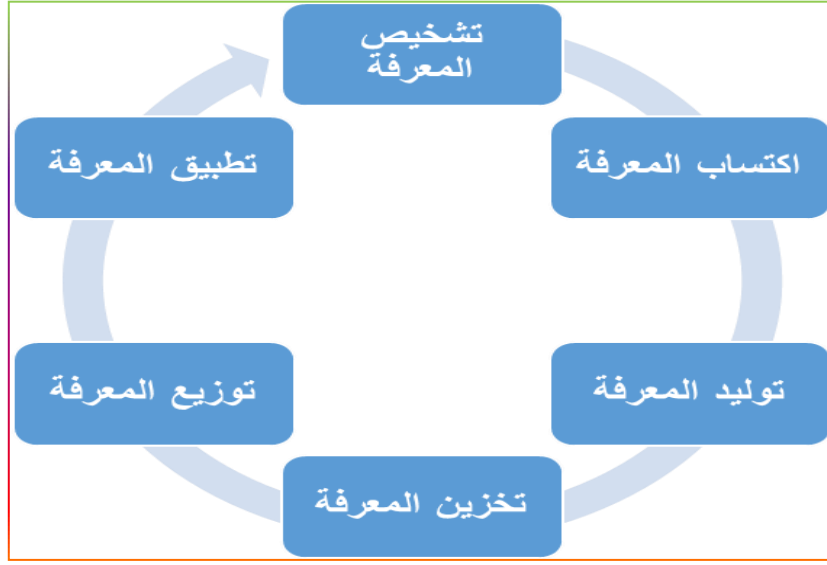 تشخيص
المعرفة
اكتساب المعرفة
توليد المعرفة
تخزين المعرفة
توزيع المعرفة
تطبيق المعرفة